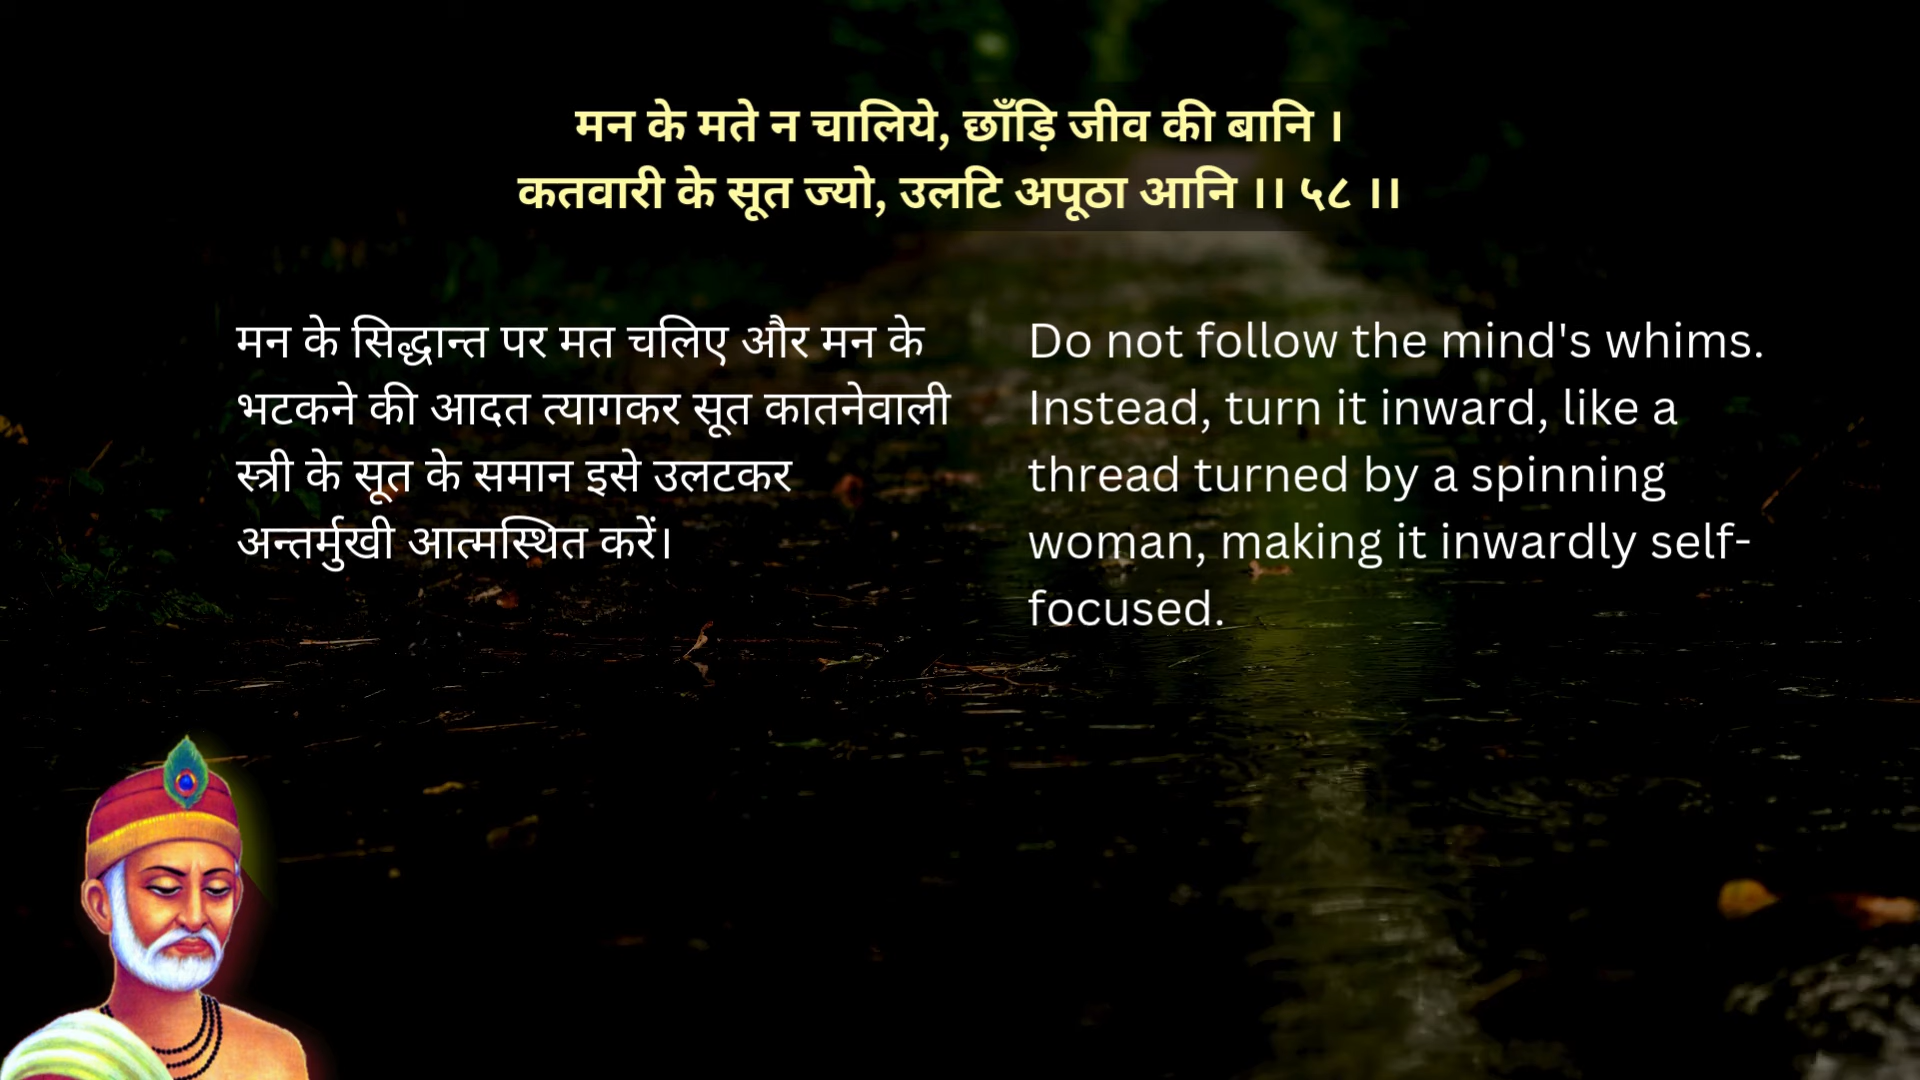 मन के मते न चालिये, छाँड़ि जीव की बानि ।
कतवारी के सूत ज्यो, उलटि अपूठा आनि ।। ५८ ।।
मन के सिद्धान्त पर मत चलिए और मन के
भटकने की आदत त्यागकर सूत कातनेवाली
स्त्री के सूत के समान इसे उलटकर
अन्तर्मुखी आत्मस्थित करें।
Do not follow the mind's whims.
Instead, turn it inward, like a
thread turned by a spinning
woman, making it inwardly self-
focused.